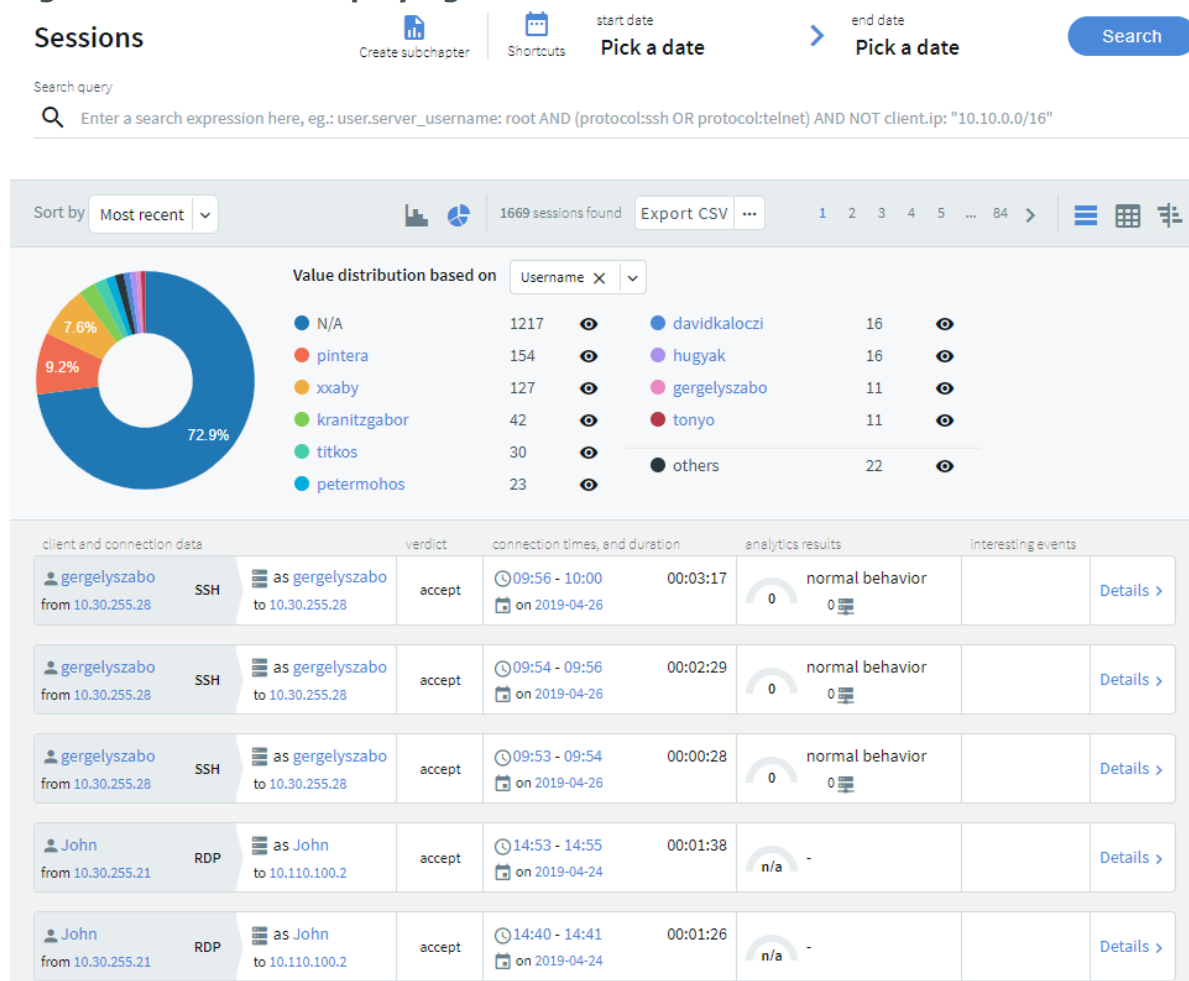 Sessions
Create subchapter
Shortcuts
start date
Pick a date
end date
Pick a date
Search
Search query
Enter a search expression here, eg.: user.server_username: root AND (protocol:ssh OR protocol:telnet) AND NOT client.ip: "10.10.0.0/16"
Sort by Most recent 1669 sessions found Export CSV ... 1 2 3 4 5 ... 84
Value distribution based on Username
7.6%
9.2%
72.9%
N/A 1217
pintera 154
xxaby 127
kranitzgabor 42
titkos 30
petermohos 23
davidkaloczi 16
hugyak 16
gergelyszabo 11
tonyo 11
others 22
client and connection data verdict connection times, and duration analytics results interesting events
gergelyszabo SSH as gergelyszabo accept 09:56 - 10:00 00:03:17 0 normal behavior Details >
from 10.30.255.28 to 10.30.255.28 on 2019-04-26 0
gergelyszabo SSH as gergelyszabo accept 09:54 - 09:56 00:02:29 0 normal behavior Details >
from 10.30.255.28 to 10.30.255.28 on 2019-04-26 0
gergelyszabo SSH as gergelyszabo accept 09:53 - 09:54 00:00:28 0 normal behavior Details >
from 10.30.255.28 to 10.30.255.28 on 2019-04-26 0
John RDP as John accept 14:53 - 14:55 00:01:38 n/a - Details >
from 10.30.255.21 to 10.110.100.2 on 2019-04-24
John RDP as John accept 14:40 - 14:41 00:01:26 n/a - Details >
from 10.30.255.21 to 10.110.100.2 on 2019-04-24